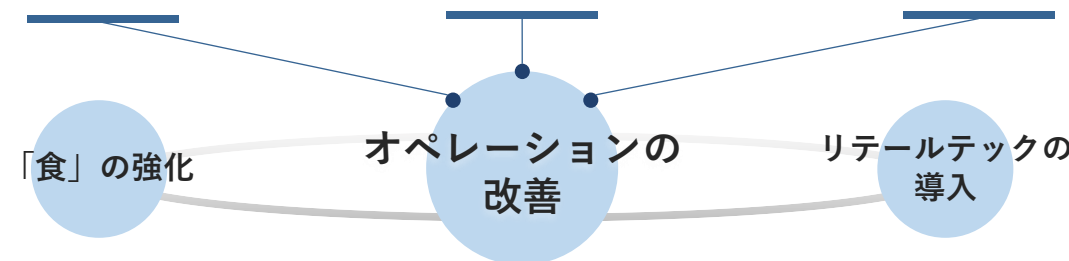 「食」の強化
オペレーションの
改善
リテールテックの
導入